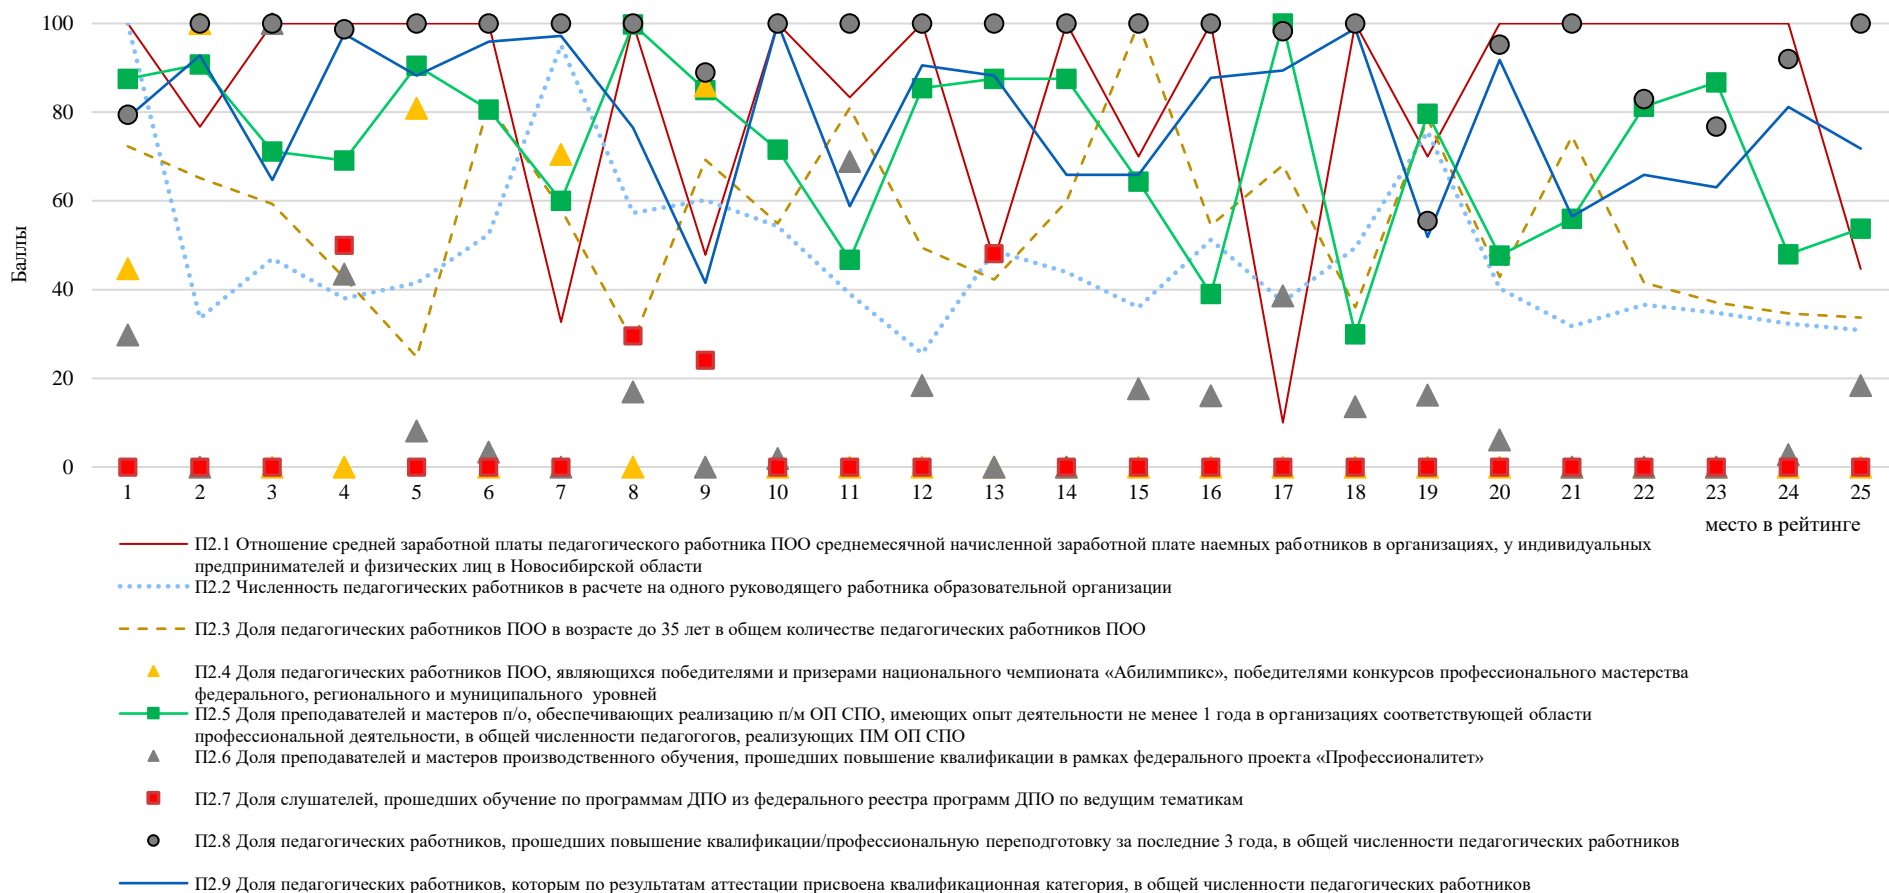 100
80
60
40
20
0
Баллы
1 2 3 4 5 6 7 8 9 10 11 12 13 14 15 16 17 18 19 20 21 22 23 24 25
место в рейтинге
П2.1 Отношение средней заработной платы педагогического работника ПОО среднемесячной начисленной заработной плате наемных работников в организациях, у индивидуальных
предпринимателей и физических лиц в Новосибирской области
П2.2 Численность педагогических работников в расчете на одного руководящего работника образовательной организации
П2.3 Доля педагогических работников ПОО в возрасте до 35 лет в общем количестве педагогических работников ПОО
П2.4 Доля педагогических работников ПОО, являющихся победителями и призерами национального чемпионата «Абилимпикс», победителями конкурсов профессионального мастерства
федерального, регионального и муниципального уровней
П2.5 Доля преподавателей и мастеров п/о, обеспечивающих реализацию п/м ОП СПО, имеющих опыт деятельности не менее 1 года в организациях соответствующей области
профессиональной деятельности, в общей численности педагогогов, реализующих ПМ ОП СПО
П2.6 Доля преподавателей и мастеров производственного обучения, прошедших повышение квалификации в рамках федерального проекта «Профессионалитет»
П2.7 Доля слушателей, прошедших обучение по программам ДПО из федерального реестра программ ДПО по ведущим тематикам
П2.8 Доля педагогических работников, прошедших повышение квалификации/профессиональную переподготовку за последние 3 года, в общей численности педагогических работников
П2.9 Доля педагогических работников, которым по результатам аттестации присвоена квалификационная категория, в общей численности педагогических работников